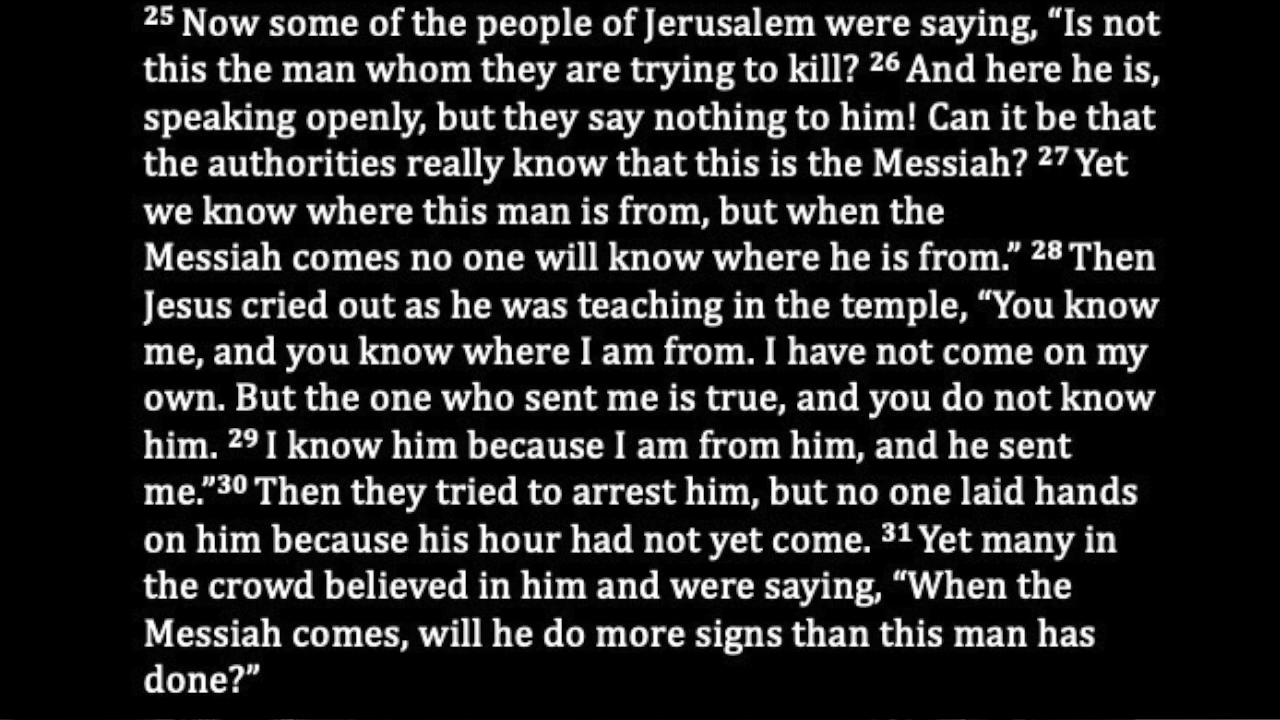 25 Now some of the people of Jerusalem were saying, “Is not
this the man whom they are trying to kill? 26 And here he is,
speaking openly, but they say nothing to him! Can it be that
the authorities really know that this is the Messiah? 27 Yet
we know where this man is from, but when the
Messiah comes no one will know where he is from.” 28 Then
Jesus cried out as he was teaching in the temple, “You know
me, and you know where I am from. I have not come on my
own. But the one who sent me is true, and you do not know
him. 29 I know him because I am from him, and he sent
me.”30 Then they tried to arrest him, but no one laid hands
on him because his hour had not yet come. 31 Yet many in
the crowd believed in him and were saying, “When the
Messiah comes, will he do more signs than this man has
done?”